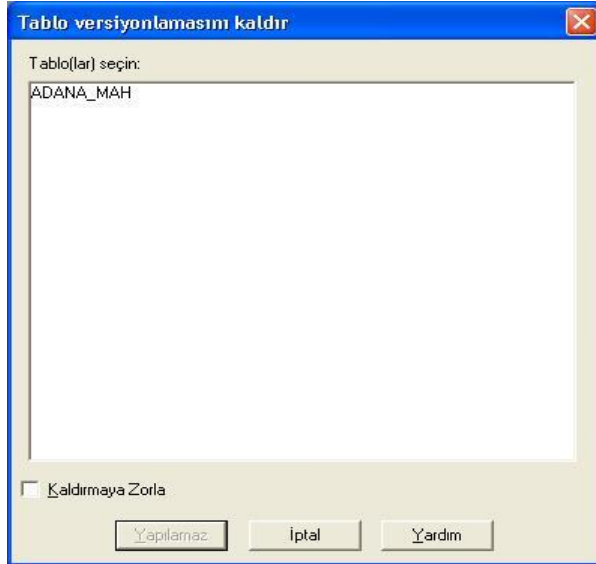 Tablo versiyonlamasını kaldır
Tablo(lar) seçin:
ADANA_MAH
Kaldırmaya Zorla
Yapılamaz
İptal
Yardım